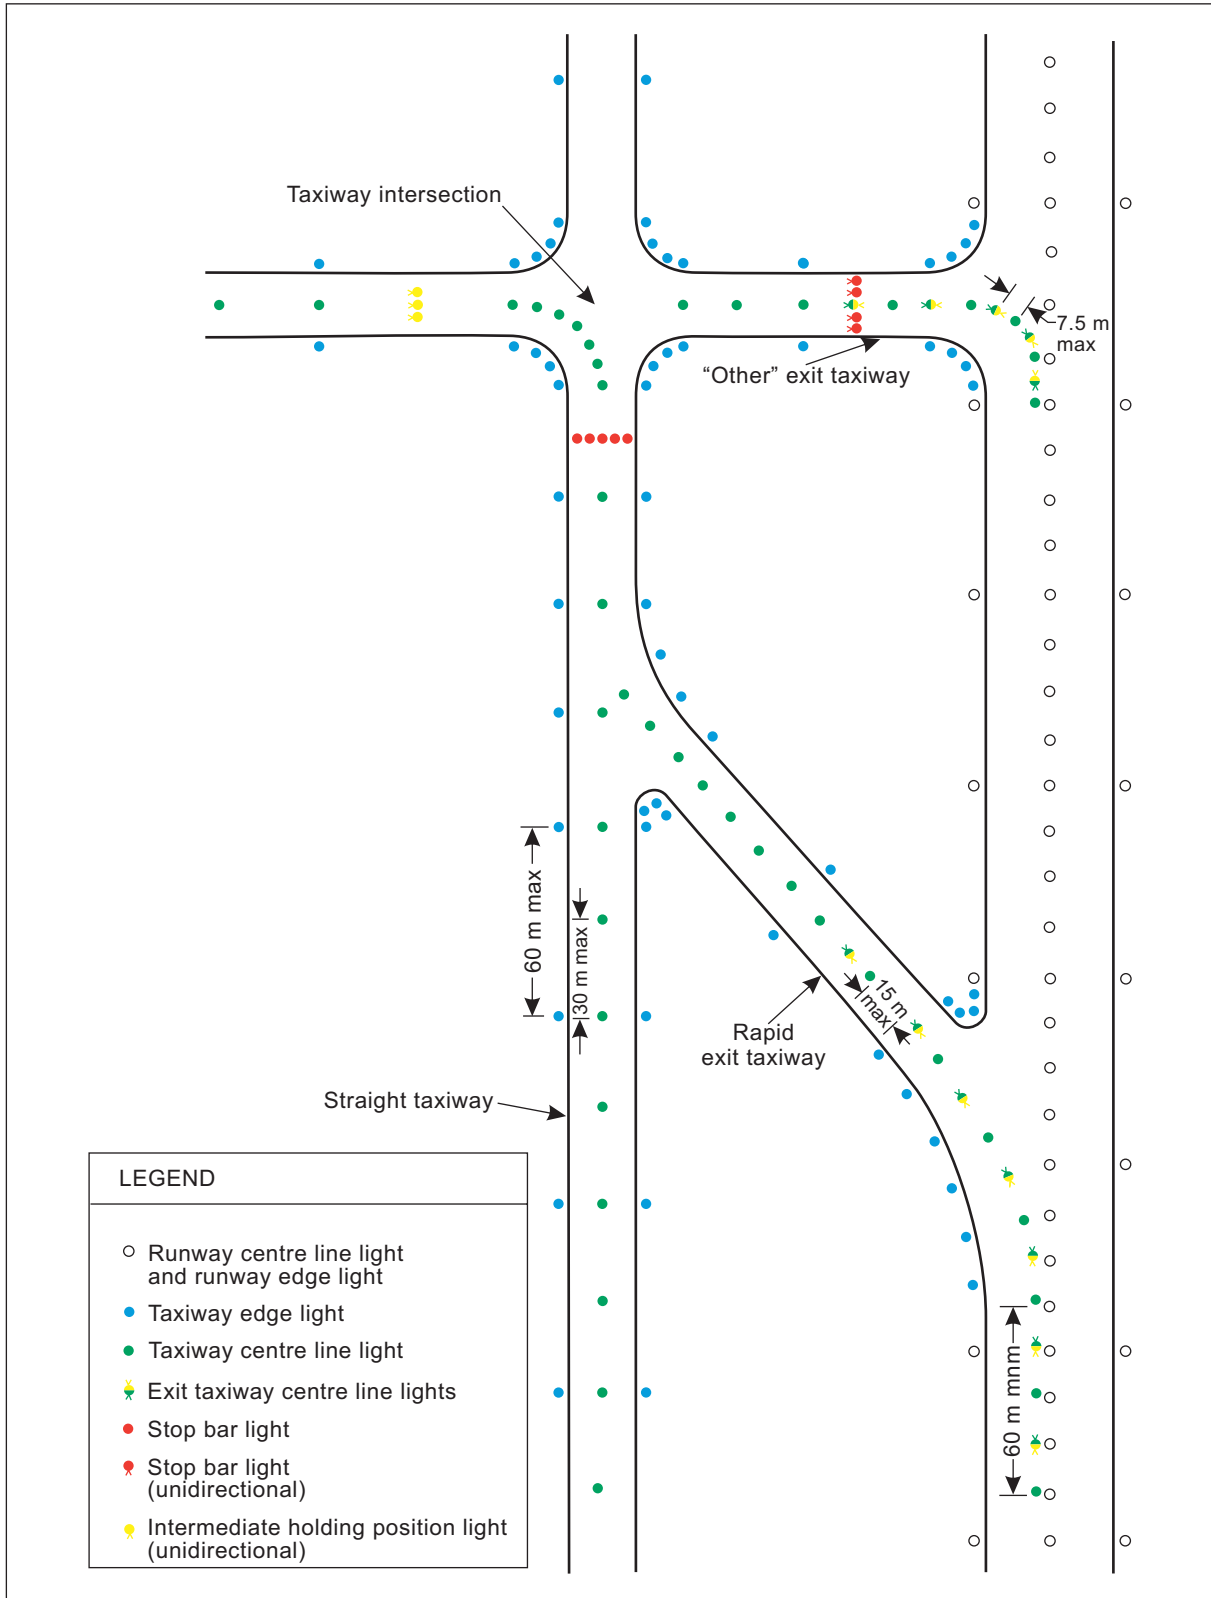 Taxiway intersection
7.5 m
max
"Other" exit taxiway
60 m max
30 m max
15 m
max
Rapid
exit taxiway
Straight taxiway
60 m mnm
LEGEND
Runway centre line light
and runway edge light
Taxiway edge light
Taxiway centre line light
Exit taxiway centre line lights
Stop bar light
Stop bar light
(unidirectional)
Intermediate holding position light
(unidirectional)